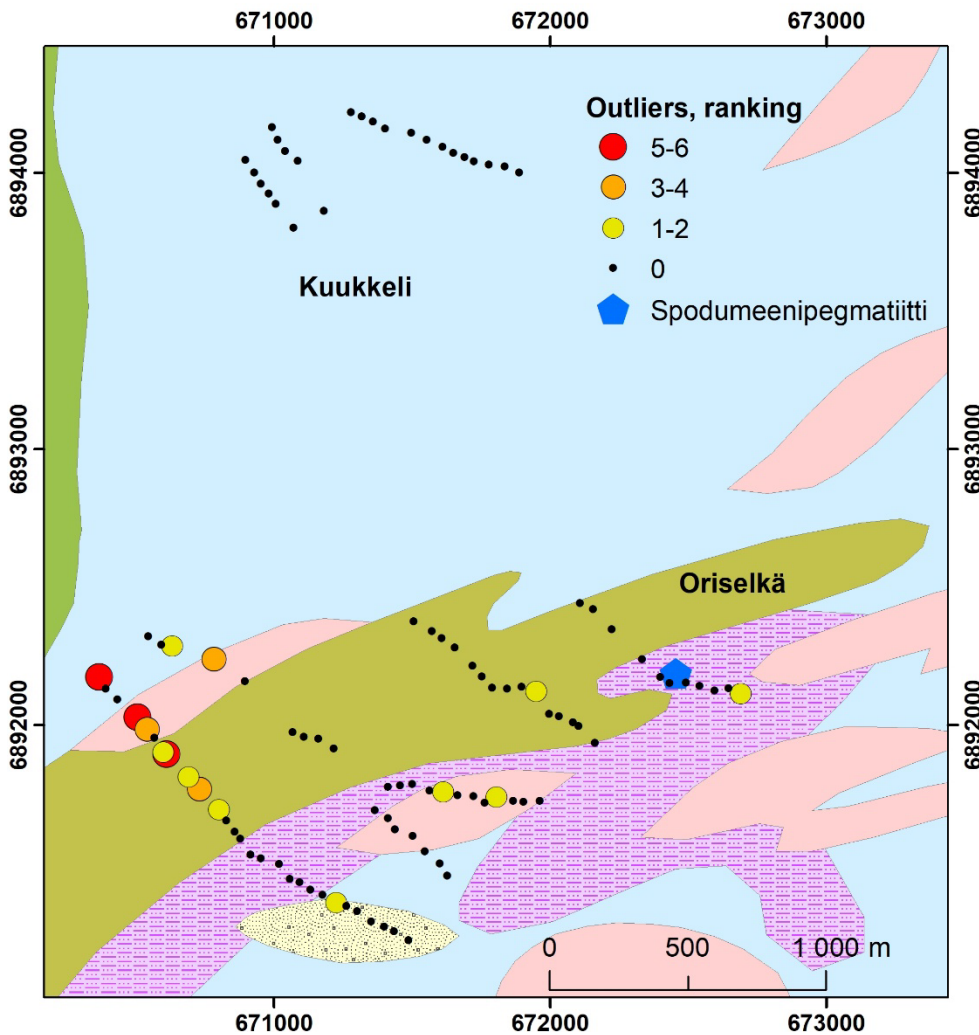 671000 672000 673000
Outliers, ranking
5-6
3-4
1-2
0
Spodumeenipegmatiitti
6894000 6894000
Kuukkeli
6893000 6893000
Oriselkä
6892000 6892000
0 500 1 000 m
671000 672000 673000